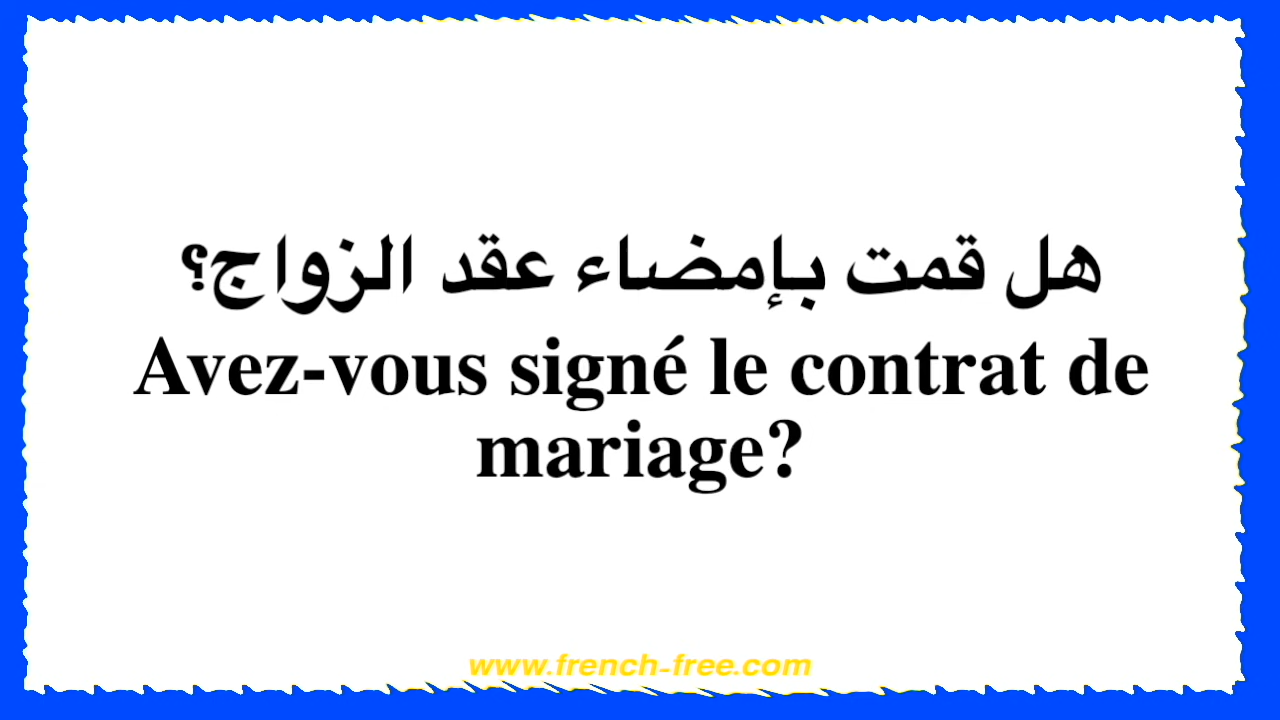 هل قمت بإمضاء عقد الزواج؟
Avez-vous signé le contrat de
mariage?
www.french-free.com